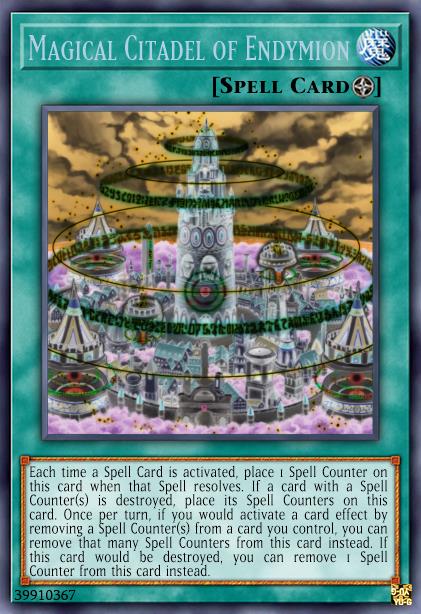 Magical Citadel of Endymion
魔
[Spell Card]
Each time a Spell Card is activated, place 1 Spell Counter on
this card when that Spell resolves. If a card with a Spell
Counter(s) is destroyed, place its Spell Counters on this
card. Once per turn, if you would activate a card effect by
removing a Spell Counter(s) from a card you control, you can
remove that many Spell Counters from this card instead. If
this card would be destroyed, you can remove 1 Spell
Counter from this card instead.
39910367